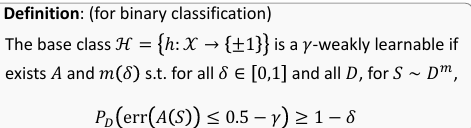 Definition: (for binary classification)
The base class ℋ = {h: 𝒳 → {±1}} is a γ-weakly learnable if
exists A and m(δ) s.t. for all δ ∈ [0,1] and all D, for S ~ Dᵐ,
P_D(err(A(S)) ≤ 0.5 − γ) ≥ 1 − δ